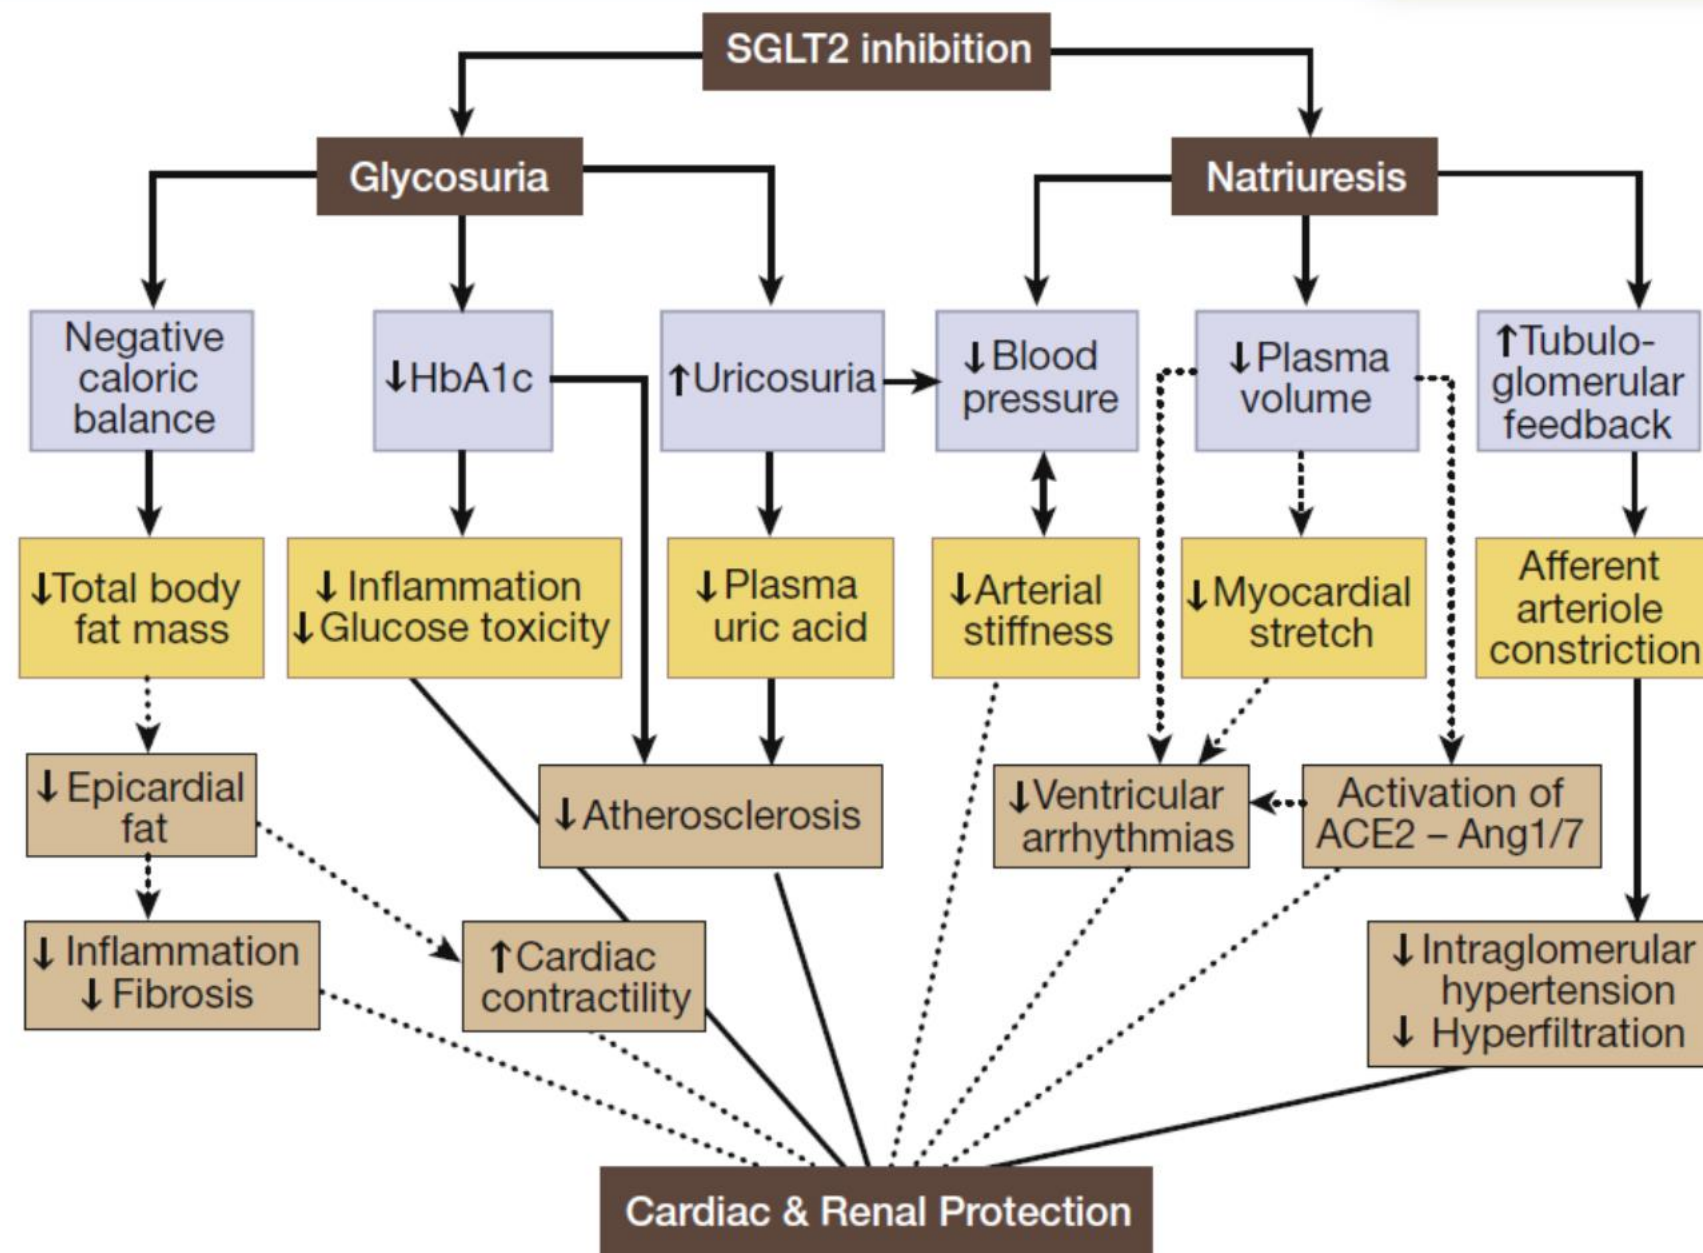 SGLT2 inhibition
Glycosuria
Natriuresis
Negative
caloric
balance
↓HbA1c
↑Uricosuria
↓Blood
pressure
↓Plasma
volume
↑Tubulo-
glomerular
feedback
↓Total body
fat mass
↓Inflammation
↓Glucose toxicity
↓Plasma
uric acid
↓Arterial
stiffness
↓Myocardial
stretch
Afferent
arteriole
constriction
↓Epicardial
fat
↓Atherosclerosis
↓Ventricular
arrhythmias
Activation of
ACE2 – Ang1/7
↓Inflammation
↓Fibrosis
↑Cardiac
contractility
↓Intraglomerular
hypertension
↓Hyperfiltration
Cardiac & Renal Protection